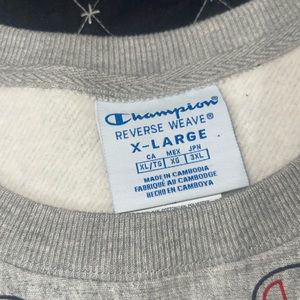 Champion
REVERSE WEAVE®
X-LARGE
CA MEX JPN
XL/TG XG 3XL
MADE IN CAMBODIA
FABRIQUÉ AU CAMBODGE
HECHO EN CAMBOYA